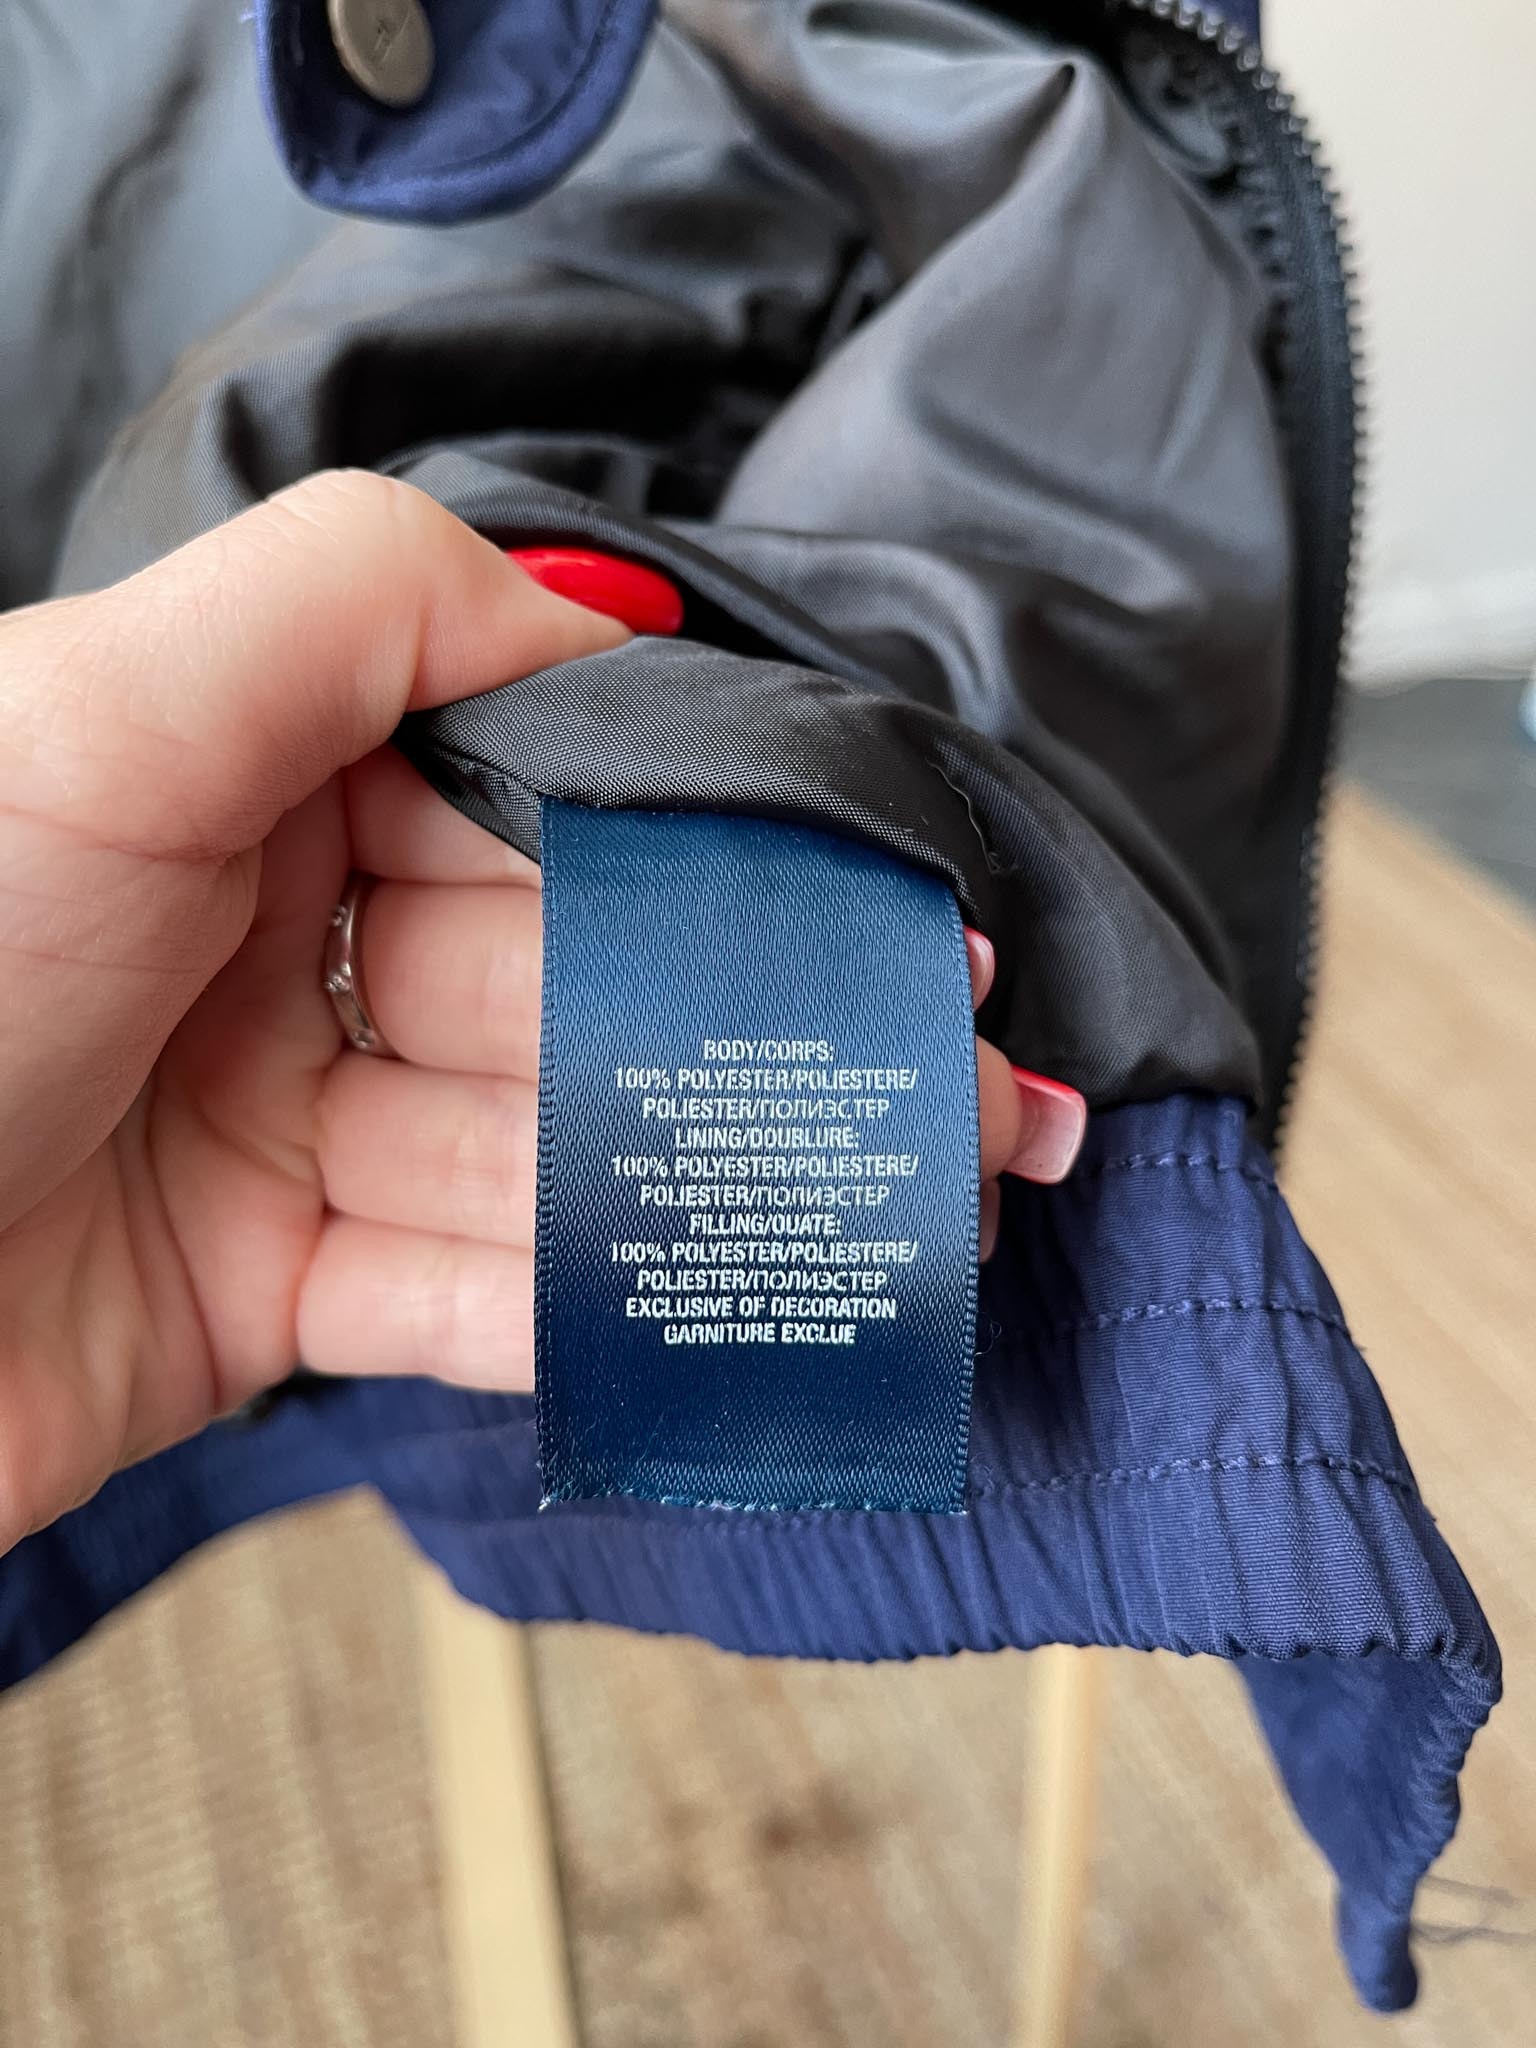 BODY/CORPS:
100% POLYESTER/POLIESTERE/
POLIESTER/ПОЛИЭСТЕР
LINING/DOUBLURE:
100% POLYESTER/POLIESTERE/
POLIESTER/ПОЛИЭСТЕР
FILLING/OUATE:
100% POLYESTER/POLIESTERE/
POLIESTER/ПОЛИЭСТЕР
EXCLUSIVE OF DECORATION
GARNITURE EXCLUE